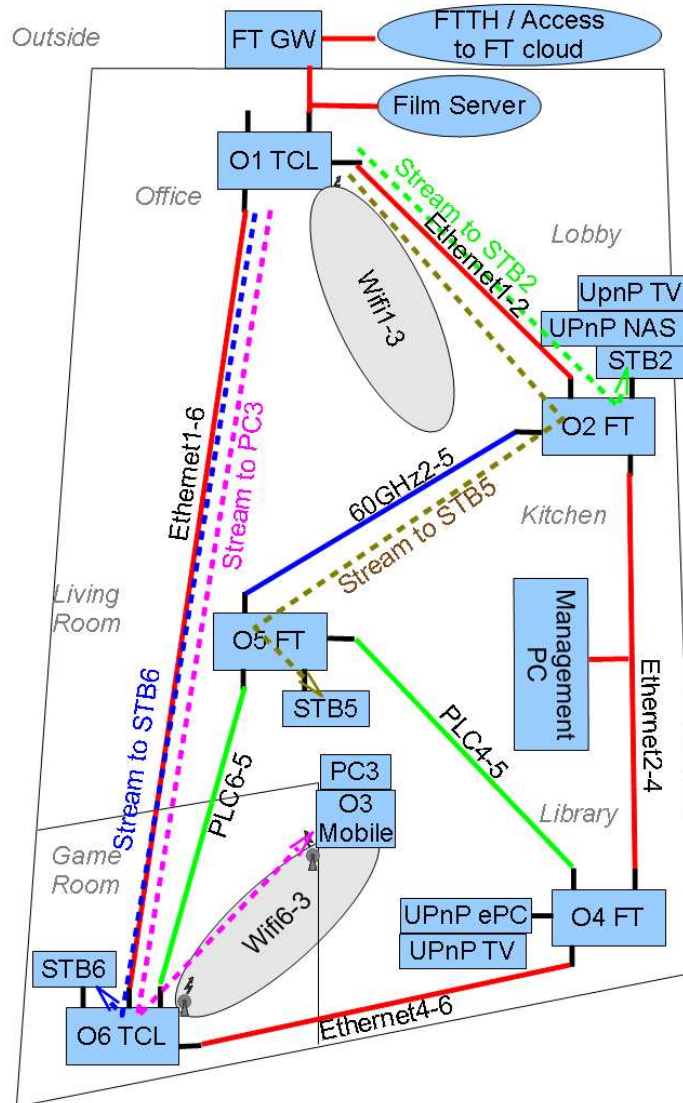 Outside
FT GW
FTTH / Access
to FT cloud
Film Server
O1 TCL
Office
Stream to STB2
Ethernet1-2
Lobby
Wifi1-3
UpnP TV
UPnP NAS
STB2
O2 FT
Ethernet1-6
Stream to PC3
60GHz2-5
Stream to STB5
Kitchen
Living
Room
O5 FT
STB5
Management
PC
Ethernet2-4
Stream to STB6
PLC6-5
PLC4-5
PC3
O3
Mobile
Library
Game
Room
Wifi6-3
UPnP ePC
UPnP TV
O4 FT
STB6
O6 TCL
Ethernet4-6